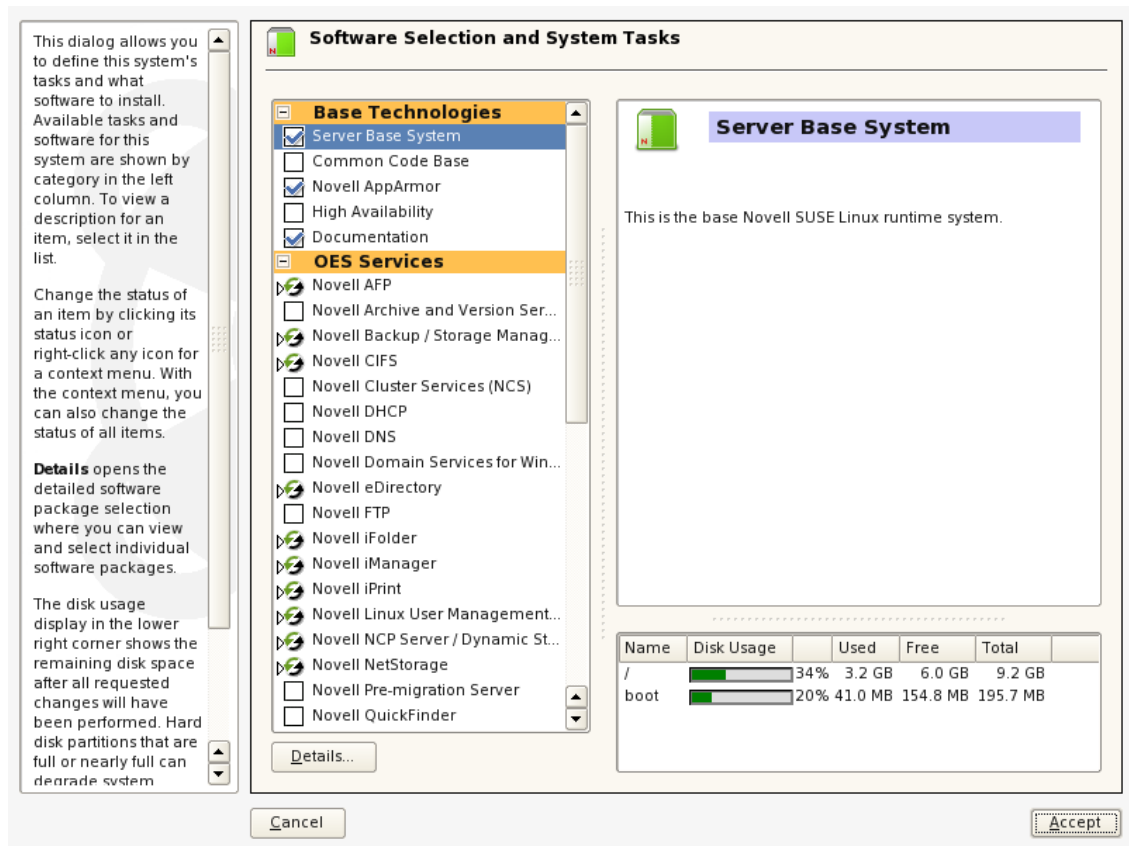 This dialog allows you
to define this system's
tasks and what
software to install.
Available tasks and
software for this
system are shown by
category in the left
column. To view a
description for an
item, select it in the
list.
Change the status of
an item by clicking its
status icon or
right-click any icon for
a context menu. With
the context menu, you
can also change the
status of all items.
Details opens the
detailed software
package selection
where you can view
and select individual
software packages.
The disk usage
display in the lower
right corner shows the
remaining disk space
after all requested
changes will have
been performed. Hard
disk partitions that are
full or nearly full can
degrade system
N
Software Selection and System Tasks
Base Technologies
Server Base System
Common Code Base
Novell AppArmor
High Availability
Documentation
OES Services
Novell AFP
Novell Archive and Version Ser...
Novell Backup / Storage Manag...
Novell CIFS
Novell Cluster Services (NCS)
Novell DHCP
Novell DNS
Novell Domain Services for Win...
Novell eDirectory
Novell FTP
Novell iFolder
Novell iManager
Novell iPrint
Novell Linux User Management...
Novell NCP Server / Dynamic St...
Novell NetStorage
Novell Pre-migration Server
Novell QuickFinder
Details...
N
Server Base System
This is the base Novell SUSE Linux runtime system.
Name Disk Usage Used Free Total
/ 34% 3.2 GB 6.0 GB 9.2 GB
boot 20% 41.0 MB 154.8 MB 195.7 MB
Cancel
Accept